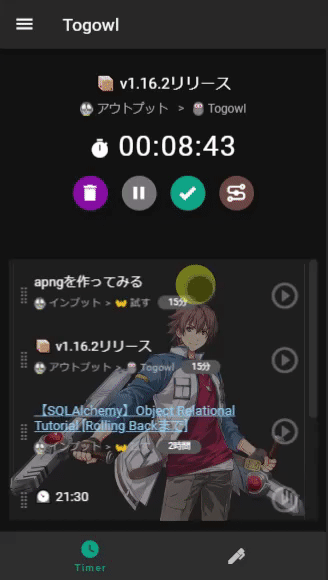 Togowl
v1.16.2リリース
アウトプット > Togowl
00:08:43
apngを作ってみる
インプット > 試す 15分
v1.16.2リリース
アウトプット > Togowl 15分
【SQLAlchemy】Object Relational
Tutorial [Rolling Backまで]
インプット > 2時間
21:30
Timer